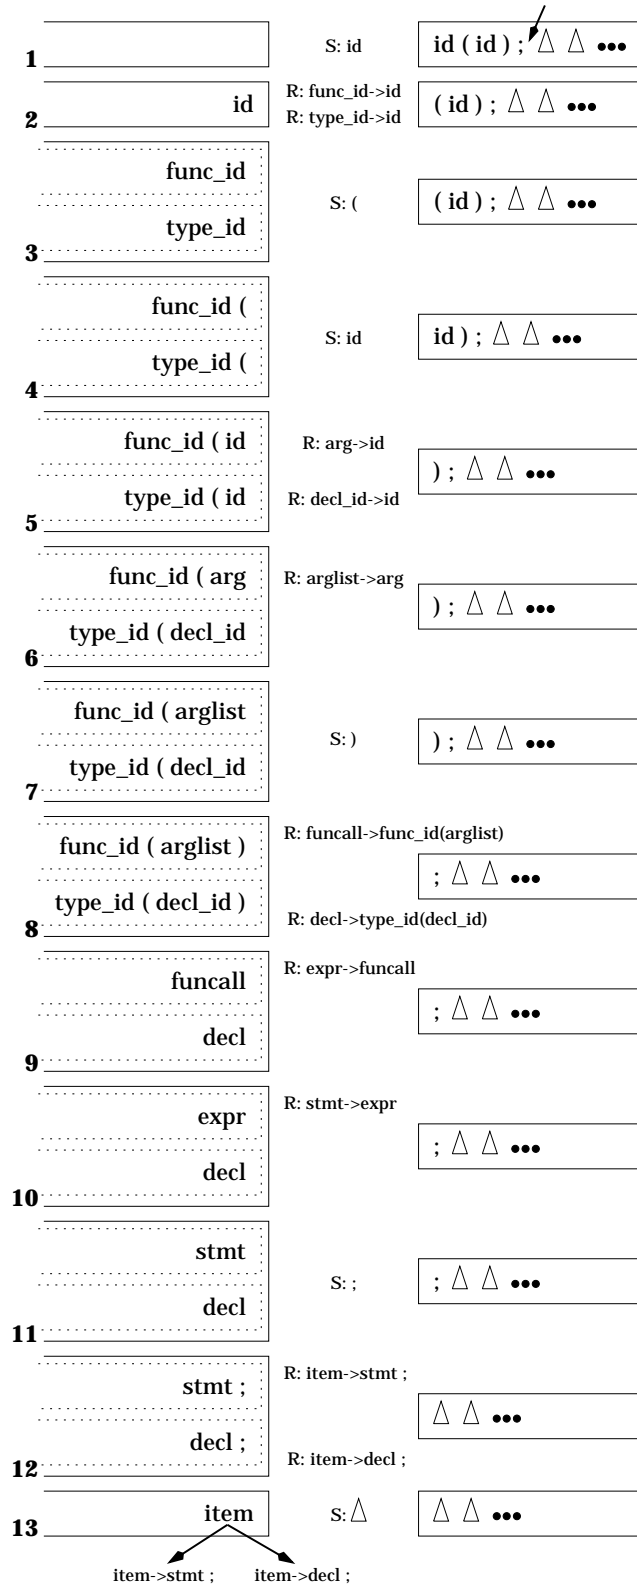 1 S: id id ( id ) ; △ △ •••
2 id R: func_id->id R: type_id->id ( id ) ; △ △ •••
func_id
type_id
3 S: ( ( id ) ; △ △ •••
func_id (
type_id (
4 S: id id ) ; △ △ •••
func_id ( id R: arg->id
type_id ( id R: decl_id->id
5 ) ; △ △ •••
func_id ( arg R: arglist->arg
type_id ( decl_id
6 ) ; △ △ •••
func_id ( arglist
type_id ( decl_id
7 S: ) ) ; △ △ •••
func_id ( arglist ) R: funcall->func_id(arglist)
type_id ( decl_id ) R: decl->type_id(decl_id)
8 ; △ △ •••
funcall R: expr->funcall
decl
9 ; △ △ •••
expr R: stmt->expr
decl
10 ; △ △ •••
stmt
decl
11 S: ; ; △ △ •••
stmt ; R: item->stmt ;
decl ; R: item->decl ;
12 △ △ •••
13 item S: △ △ △ •••
item->stmt ; item->decl ;